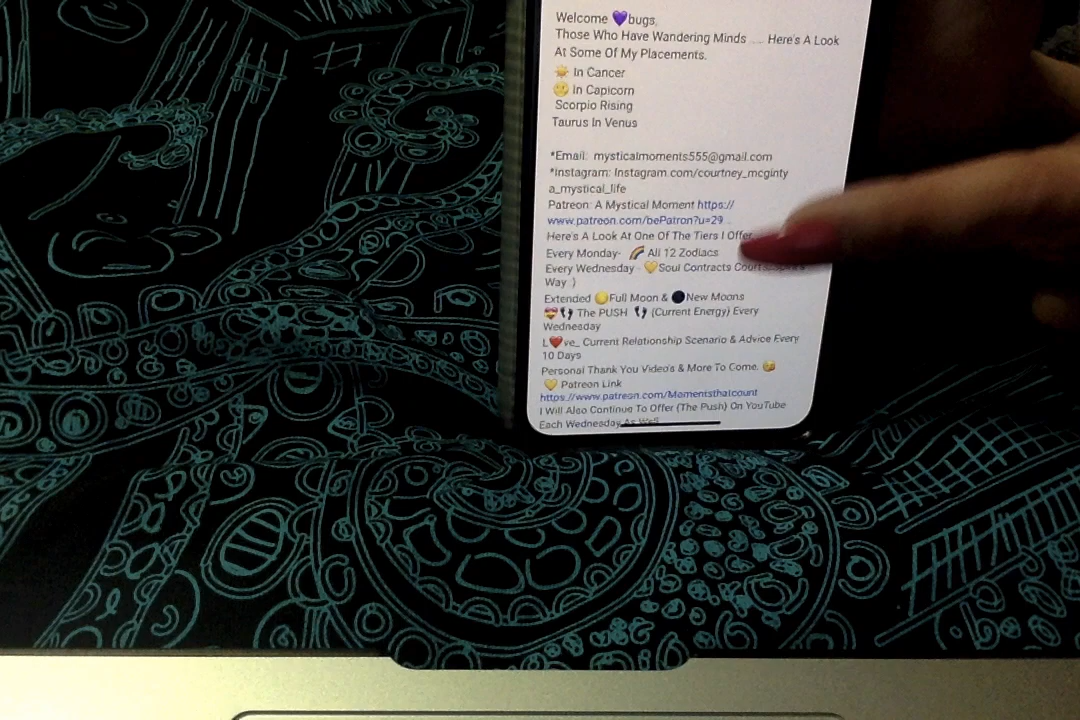 Welcome 💜bugs,
Those Who Have Wandering Minds .... Here's A Look
At Some Of My Placements.
☀️ In Cancer
🌝 In Capicorn
Scorpio Rising
Taurus In Venus
*Email: mysticalmoments555@gmail.com
*instagram: Instagram.com/courtney_mcginty
a_mystical_life
Patreon: A Mystical Moment https://
www.patreon.com/bePatron?u=29...
Here's A Look At One Of The Tiers I Offer
Every Monday- 🌈 All 12 Zodiacs
Every Wednesday - 💛Soul Contracts
Way :)
Extended 🌕Full Moon & 🌑New Moons
💝👣 The PUSH 👣 (Current Energy) Every
Wednesday
L❤️ve_ Current Relationship Scenario & Advice Every
10 Days
Personal Thank You Video's & More To Come. 😘
💛 Patreon Link
https://www.patreon.com/Momentsthatcount
I Will Also Continue To Offer (The Push) On YouTube
Each Wednesday As Well